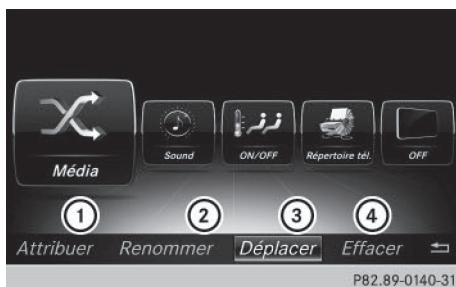 Média Sound ON/OFF Répertoire tél. OFF
1 2 3 4
Attribuer Renommer Déplacer Effacer
P82.89-0140-31